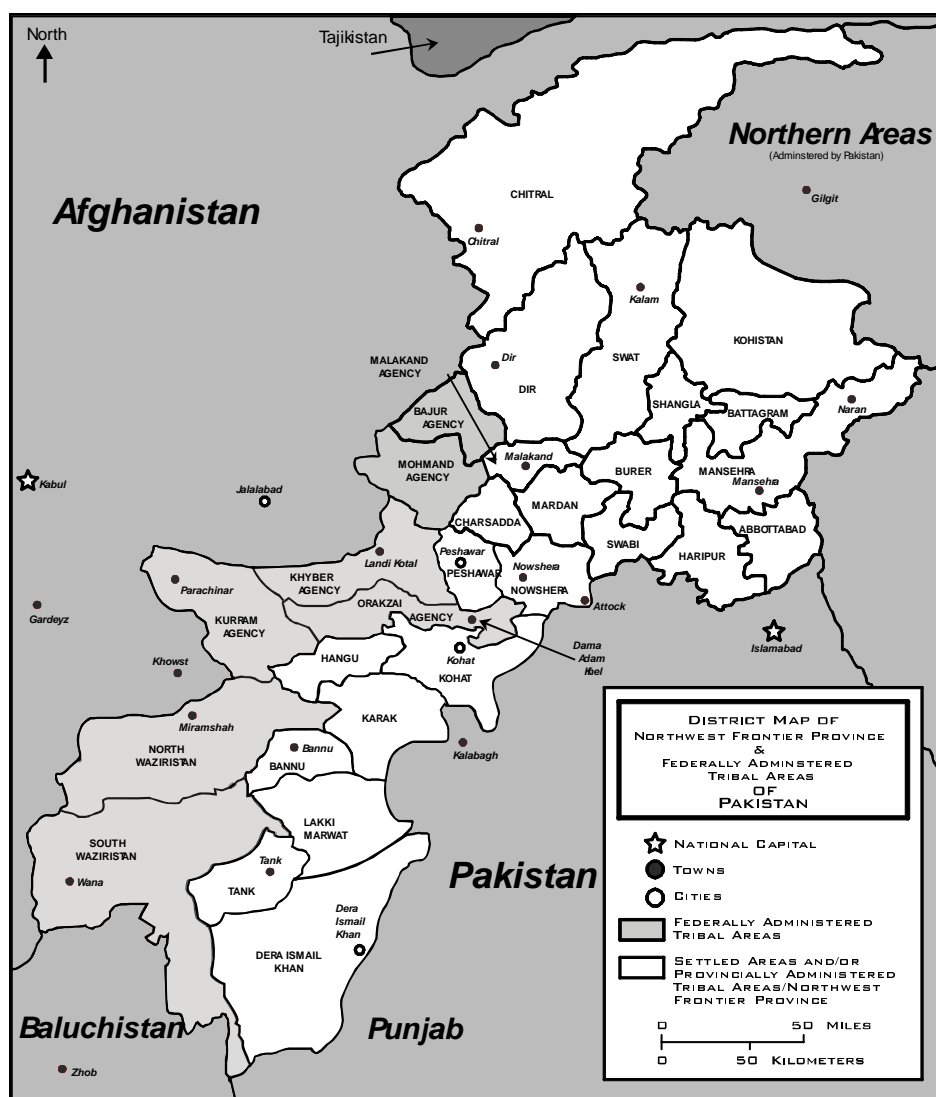 North
Tajikistan
Northern Areas
(Adminstered by Pakistan)
Gilgit
Afghanistan
CHITRAL
Chitral
Kalam
KOHISTAN
MALAKAND
AGENCY
Dir
DIR
SWAT
SHANGLA
BATTAGRAM
Naran
BAJUR
AGENCY
MOHMAND
AGENCY
Malakand
BURER
MANSEHRA
Mansehra
Kabul
Jalalabad
MARDAN
CHARSADDA
SWABI
HARIPUR
ABBOTTABAD
Landi Kotal
Peshawar
PESHAWAR
Nowshera
NOWSHERA
KHYBER
AGENCY
Parachinar
ORAKZAI
AGENCY
Attock
Gardeyz
KURRAM
AGENCY
Islamabad
HANGU
Kohat
KOHAT
Dama
Adam
Khel
Khowst
Miramshah
KARAK
NORTH
WAZIRISTAN
Bannu
BANNU
Kalabagh
LAKKI
MARWAT
SOUTH
WAZIRISTAN
Wana
Tank
TANK
Pakistan
Dera
Ismail
Khan
DERA ISMAIL
KHAN
Baluchistan
Punjab
Zhob
District Map of
Northwest Frontier Province
&
Federally Adminstered
Tribal Areas
of
Pakistan
National Capital
Towns
Cities
Federally Administered
Tribal Areas
Settled Areas and/or
Provincially Administered
Tribal Areas/Northwest
Frontier Province
0 50 Miles
0 50 Kilometers